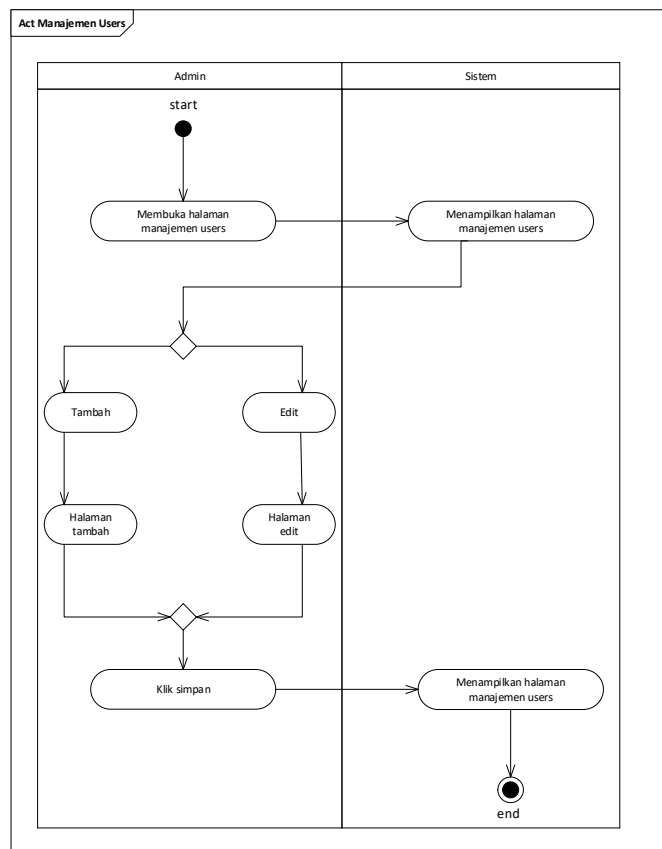 Act Manajemen Users
Admin
Sistem
start
Membuka halaman
manajemen users
Menampilkan halaman
manajemen users
Tambah
Edit
Halaman
tambah
Halaman
edit
Klik simpan
Menampilkan halaman
manajemen users
end